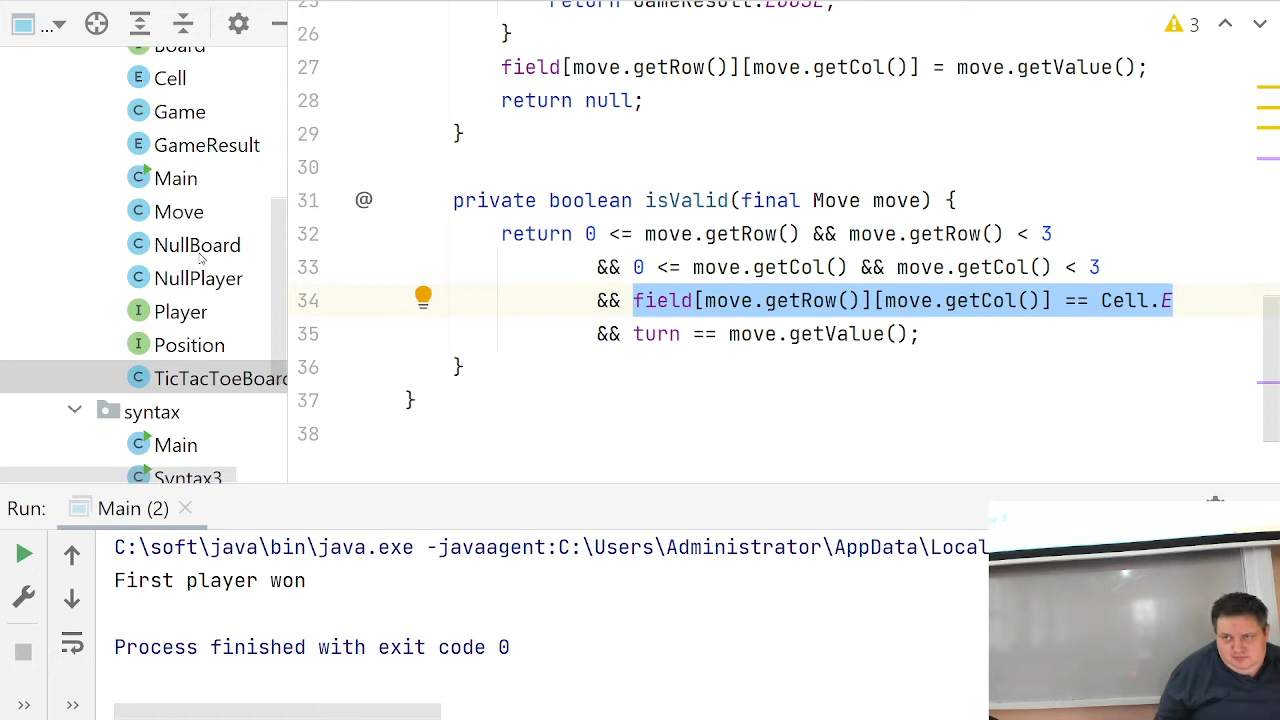 ...
Board
Cell
Game
GameResult
Main
Move
NullBoard
NullPlayer
Player
Position
TicTacToeBoard
syntax
Main
Syntax3
3
25 return GameResult.LOOSE;
26 }
27 field[move.getRow()][move.getCol()] = move.getValue();
28 return null;
29 }
30
31 @ private boolean isValid(final Move move) {
32 return 0 <= move.getRow() && move.getRow() < 3
33 && 0 <= move.getCol() && move.getCol() < 3
34 && field[move.getRow()][move.getCol()] == Cell.E
35 && turn == move.getValue();
36 }
37 }
38
Run: Main (2)
C:\soft\java\bin\java.exe -javaagent:C:\Users\Administrator\AppData\Local
First player won
Process finished with exit code 0